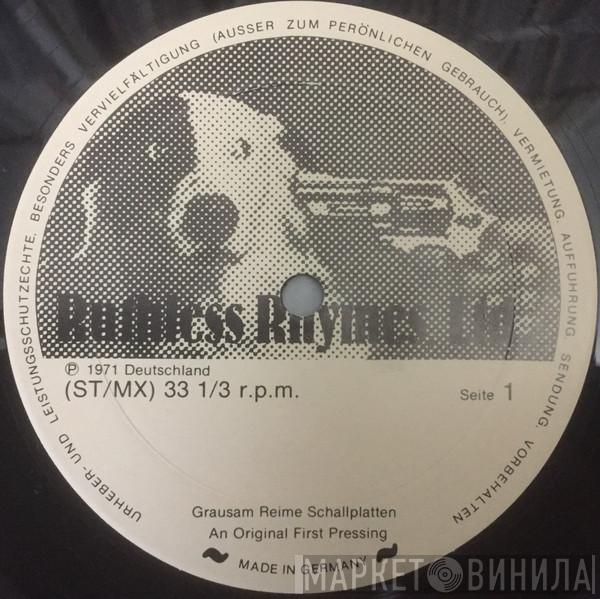 URHEBER- UND LEISTUNGSSCHUTZECHTE, BESONDERS VERVIELFÄLTIGUNG (AUSSER ZUM PERÖNLICHEN GEBRAUCH), VERMIETUNG, AUFFÜHRUNG, SENDUNG, VORBEHALTEN
Ruthless Rhymes Ltd.
Ⓟ 1971 Deutschland
(ST/MX) 33 1/3 r.p.m.
Seite 1
Grausam Reime Schallplatten
An Original First Pressing
~ MADE IN GERMANY ~
МАРКЕТ ВИНИЛА